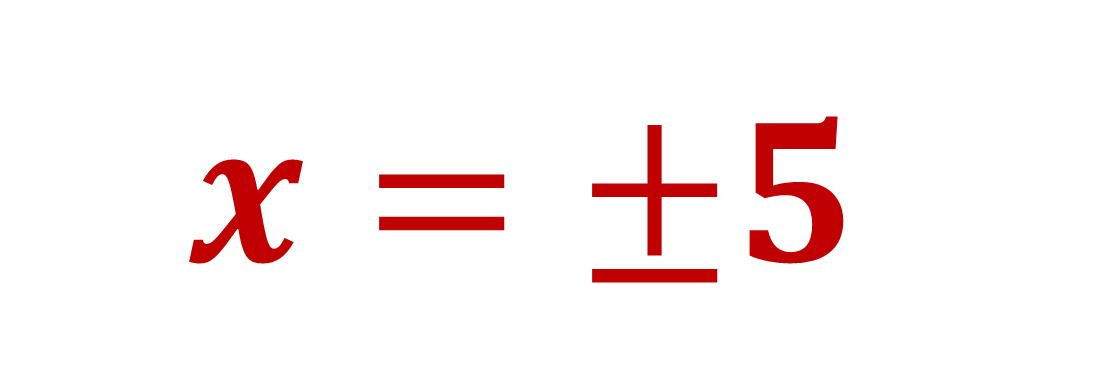 x = ±5